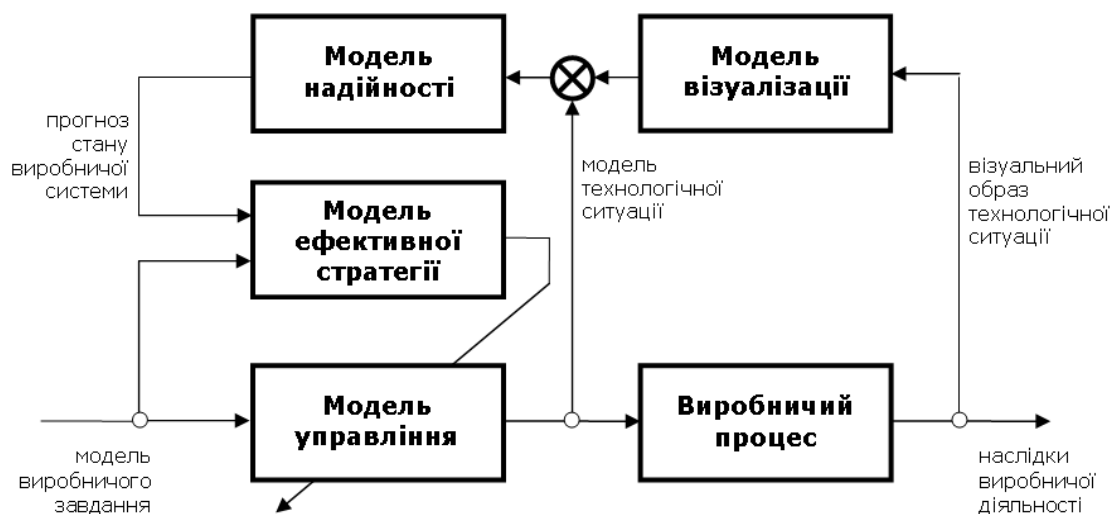 Модель
надійності
Модель
візуалізації
прогноз
стану
виробничої
системи
модель
технологічної
ситуації
візуальний
образ
технологічної
ситуації
Модель
ефективної
стратегії
Модель
управління
Виробничий
процес
модель
виробничого
завдання
наслідки
виробничої
діяльності